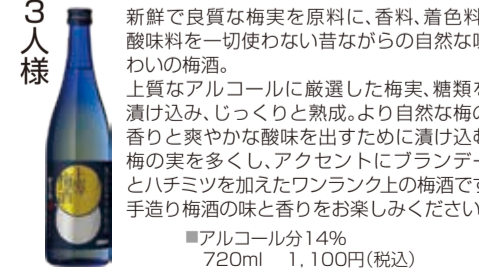 3人様
新鮮で良質な梅実を原料に、香料、着色料
酸味料を一切使わない昔ながらの自然な味
わいの梅酒。
上質なアルコールに厳選した梅実、糖類を
漬け込み、じっくりと熟成。より自然な梅の
香りと爽やかな酸味を出すために漬け込む
梅の実を多くし、アクセントにブランデー
とハチミツを加えたワンランク上の梅酒です
手造り梅酒の味と香りをお楽しみください
■アルコール分14%
720ml 1,100円(税込)